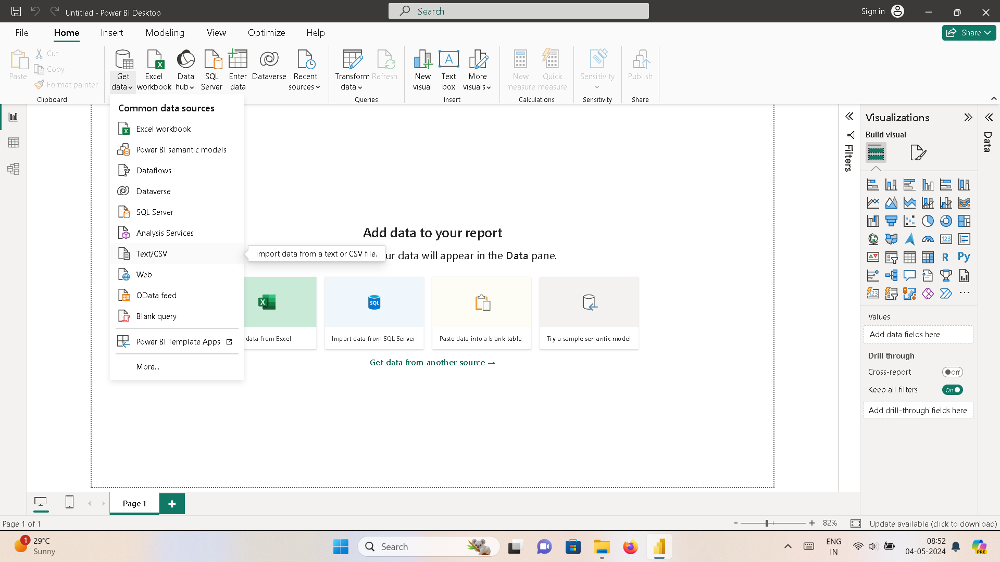 Untitled - Power BI Desktop
Search
Sign in
File
Home
Insert
Modeling
View
Optimize
Help
Share
Paste
Cut
Copy
Format painter
Clipboard
Get data
Excel workbook
Data hub
SQL Server
Enter data
Dataverse
Recent sources
Transform data
Refresh
Queries
New visual
Text box
More visuals
Insert
New measure
Quick measure
Calculations
Sensitivity
Sensitivity
Publish
Share
Common data sources
Excel workbook
Power BI semantic models
Dataflows
Dataverse
SQL Server
Analysis Services
Text/CSV
Web
OData feed
Blank query
Power BI Template Apps
More...
Import data from a text or CSV file.
Add data to your report
ur data will appear in the Data pane.
data from Excel
SQL
Import data from SQL Server
Paste data into a blank table
Try a sample semantic model
Get data from another source →
Filters
Visualizations
Build visual
123
R
Py
123
Values
Add data fields here
Drill through
Cross-report
Off
Keep all filters
On
Add drill-through fields here
Data
Page 1
Page 1 of 1
- + 82%
Update available (click to download)
1
29°C
Sunny
Search
ENG
IN
08:52
04-05-2024
PRE